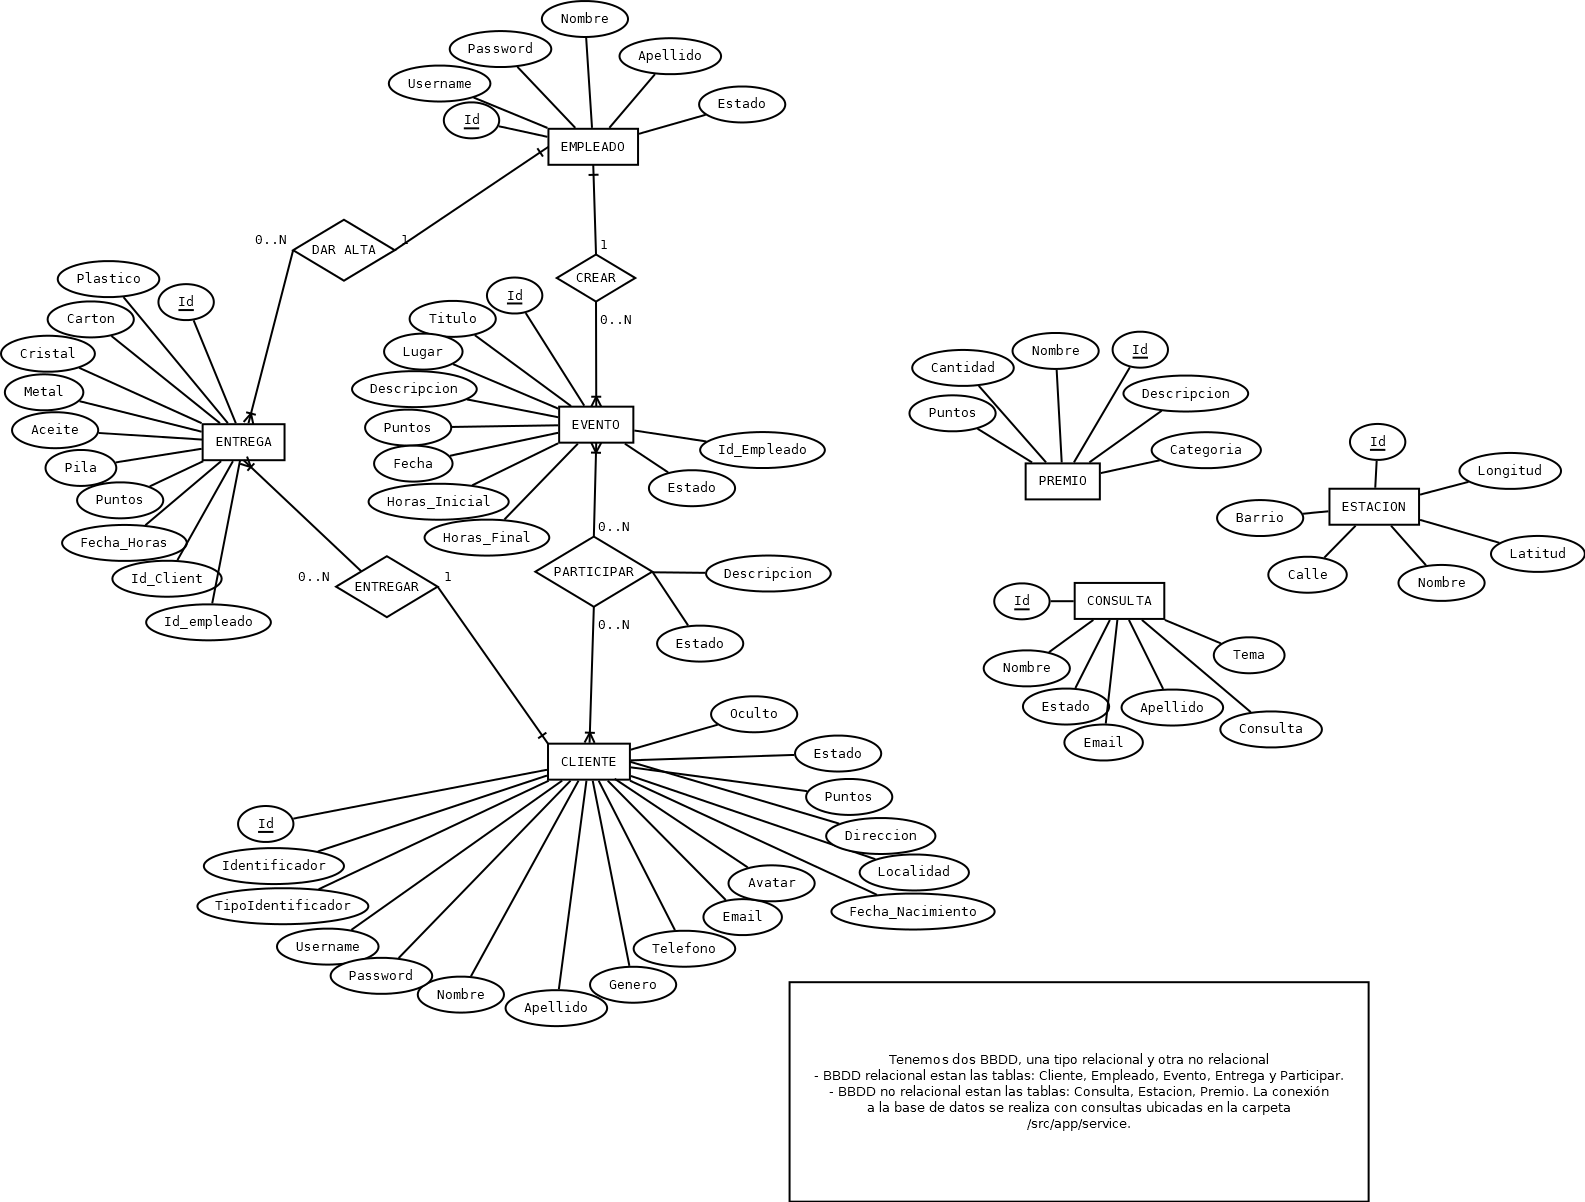 Nombre
Password
Apellido
Username
Estado
Id
EMPLEADO
0..N
DAR ALTA
1
1
CREAR
0..N
Plastico
Id
Carton
Cristal
Metal
Aceite
ENTREGA
Pila
Puntos
Fecha_Horas
Id_Client
Id_empleado
Id
Titulo
Lugar
Descripcion
Puntos
EVENTO
Fecha
Id_Empleado
Estado
Horas_Inicial
Horas_Final
0..N
ENTREGAR
1
0..N
PARTICIPAR
Descripcion
0..N
Estado
Id
Nombre
Cantidad
Descripcion
Puntos
Categoria
PREMIO
Id
Longitud
ESTACION
Barrio
Latitud
Calle
Nombre
Id
CONSULTA
Tema
Nombre
Estado
Apellido
Email
Consulta
Oculto
Estado
CLIENTE
Puntos
Id
Direccion
Identificador
Localidad
Avatar
TipoIdentificador
Fecha_Nacimiento
Email
Username
Telefono
Password
Genero
Nombre
Apellido
Tenemos dos BBDD, una tipo relacional y otra no relacional
- BBDD relacional estan las tablas: Cliente, Empleado, Evento, Entrega y Participar.
- BBDD no relacional estan las tablas: Consulta, Estacion, Premio. La conexión
a la base de datos se realiza con consultas ubicadas en la carpeta
/src/app/service.